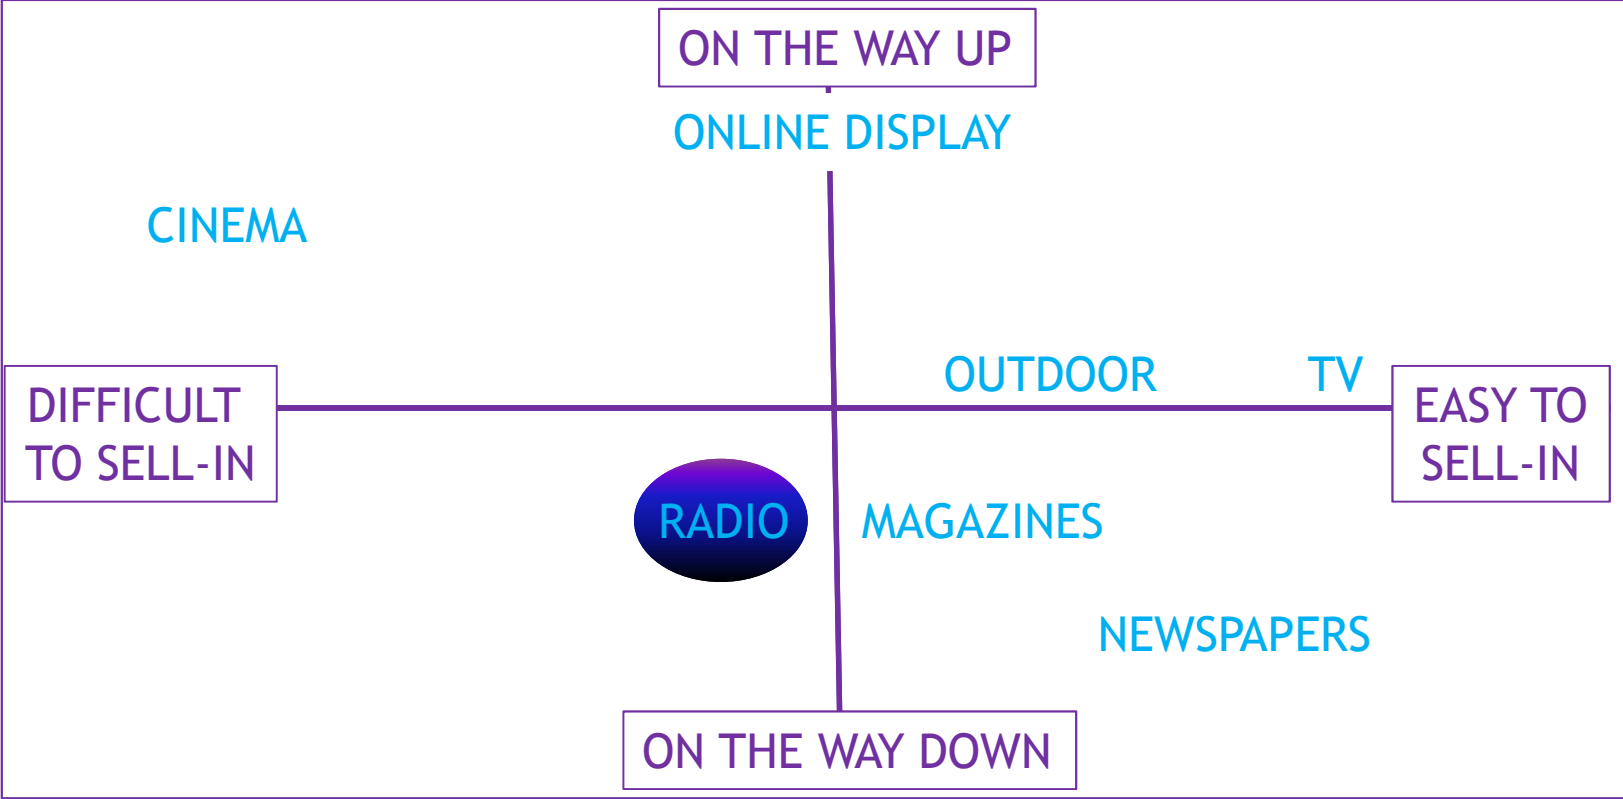 ON THE WAY UP
ONLINE DISPLAY
CINEMA
OUTDOOR
TV
DIFFICULT
TO SELL-IN
EASY TO
SELL-IN
RADIO
MAGAZINES
NEWSPAPERS
ON THE WAY DOWN